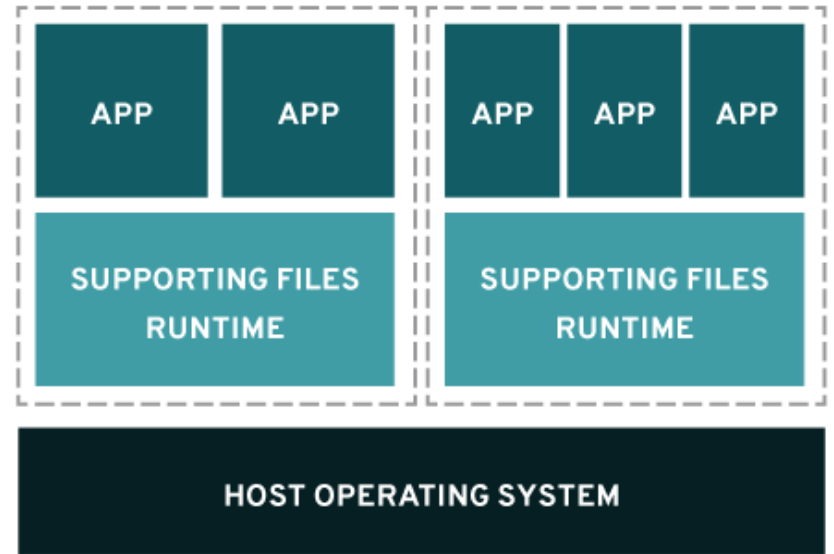 APP
APP
APP
APP
APP
SUPPORTING FILES
RUNTIME
SUPPORTING FILES
RUNTIME
HOST OPERATING SYSTEM